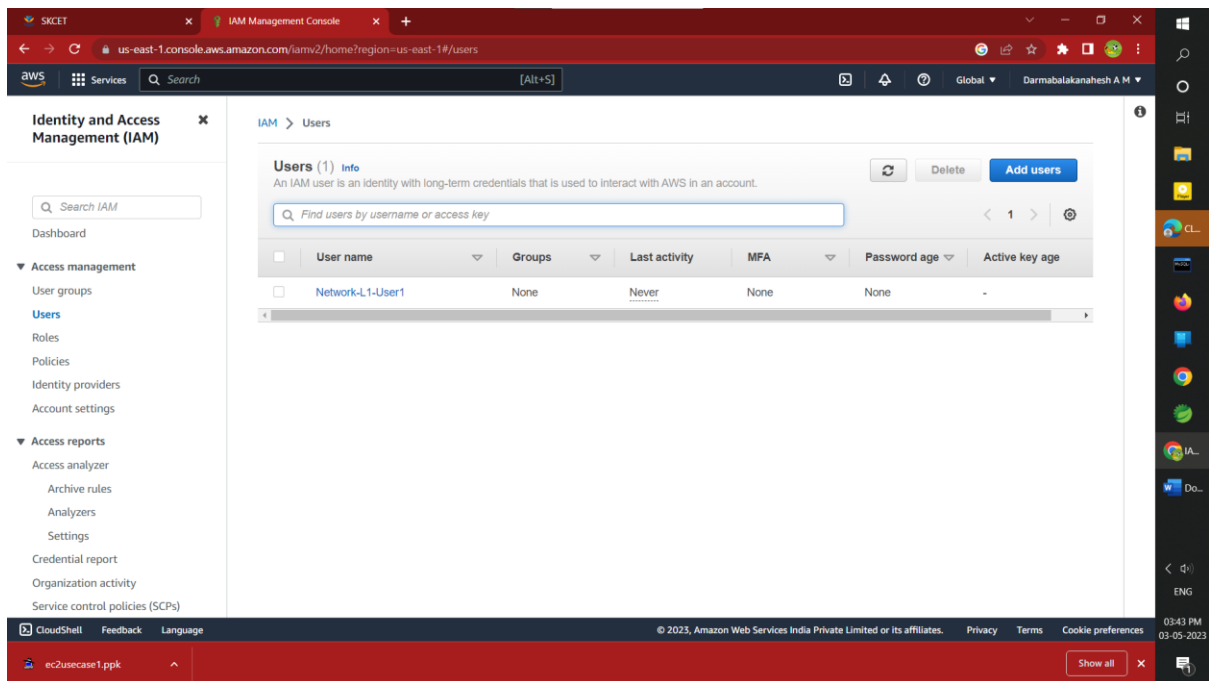 SKCET
IAM Management Console
us-east-1.console.aws.amazon.com/iamv2/home?region=us-east-1#/users
aws
Services
Search
[Alt+S]
Global
Darmabalakanahesh A M
Identity and Access
Management (IAM)
Search IAM
Dashboard
Access management
User groups
Users
Roles
Policies
Identity providers
Account settings
Access reports
Access analyzer
Archive rules
Analyzers
Settings
Credential report
Organization activity
Service control policies (SCPs)
IAM > Users
Users (1) Info
An IAM user is an identity with long-term credentials that is used to interact with AWS in an account.
Delete
Add users
Find users by username or access key
1
User name Groups Last activity MFA Password age Active key age
Network-L1-User1 None Never None None -
CloudShell Feedback Language
© 2023, Amazon Web Services India Private Limited or its affiliates. Privacy Terms Cookie preferences
ec2usecase1.ppk
Show all
CL...
IA...
Do...
ENG
03:43 PM
03-05-2023
1